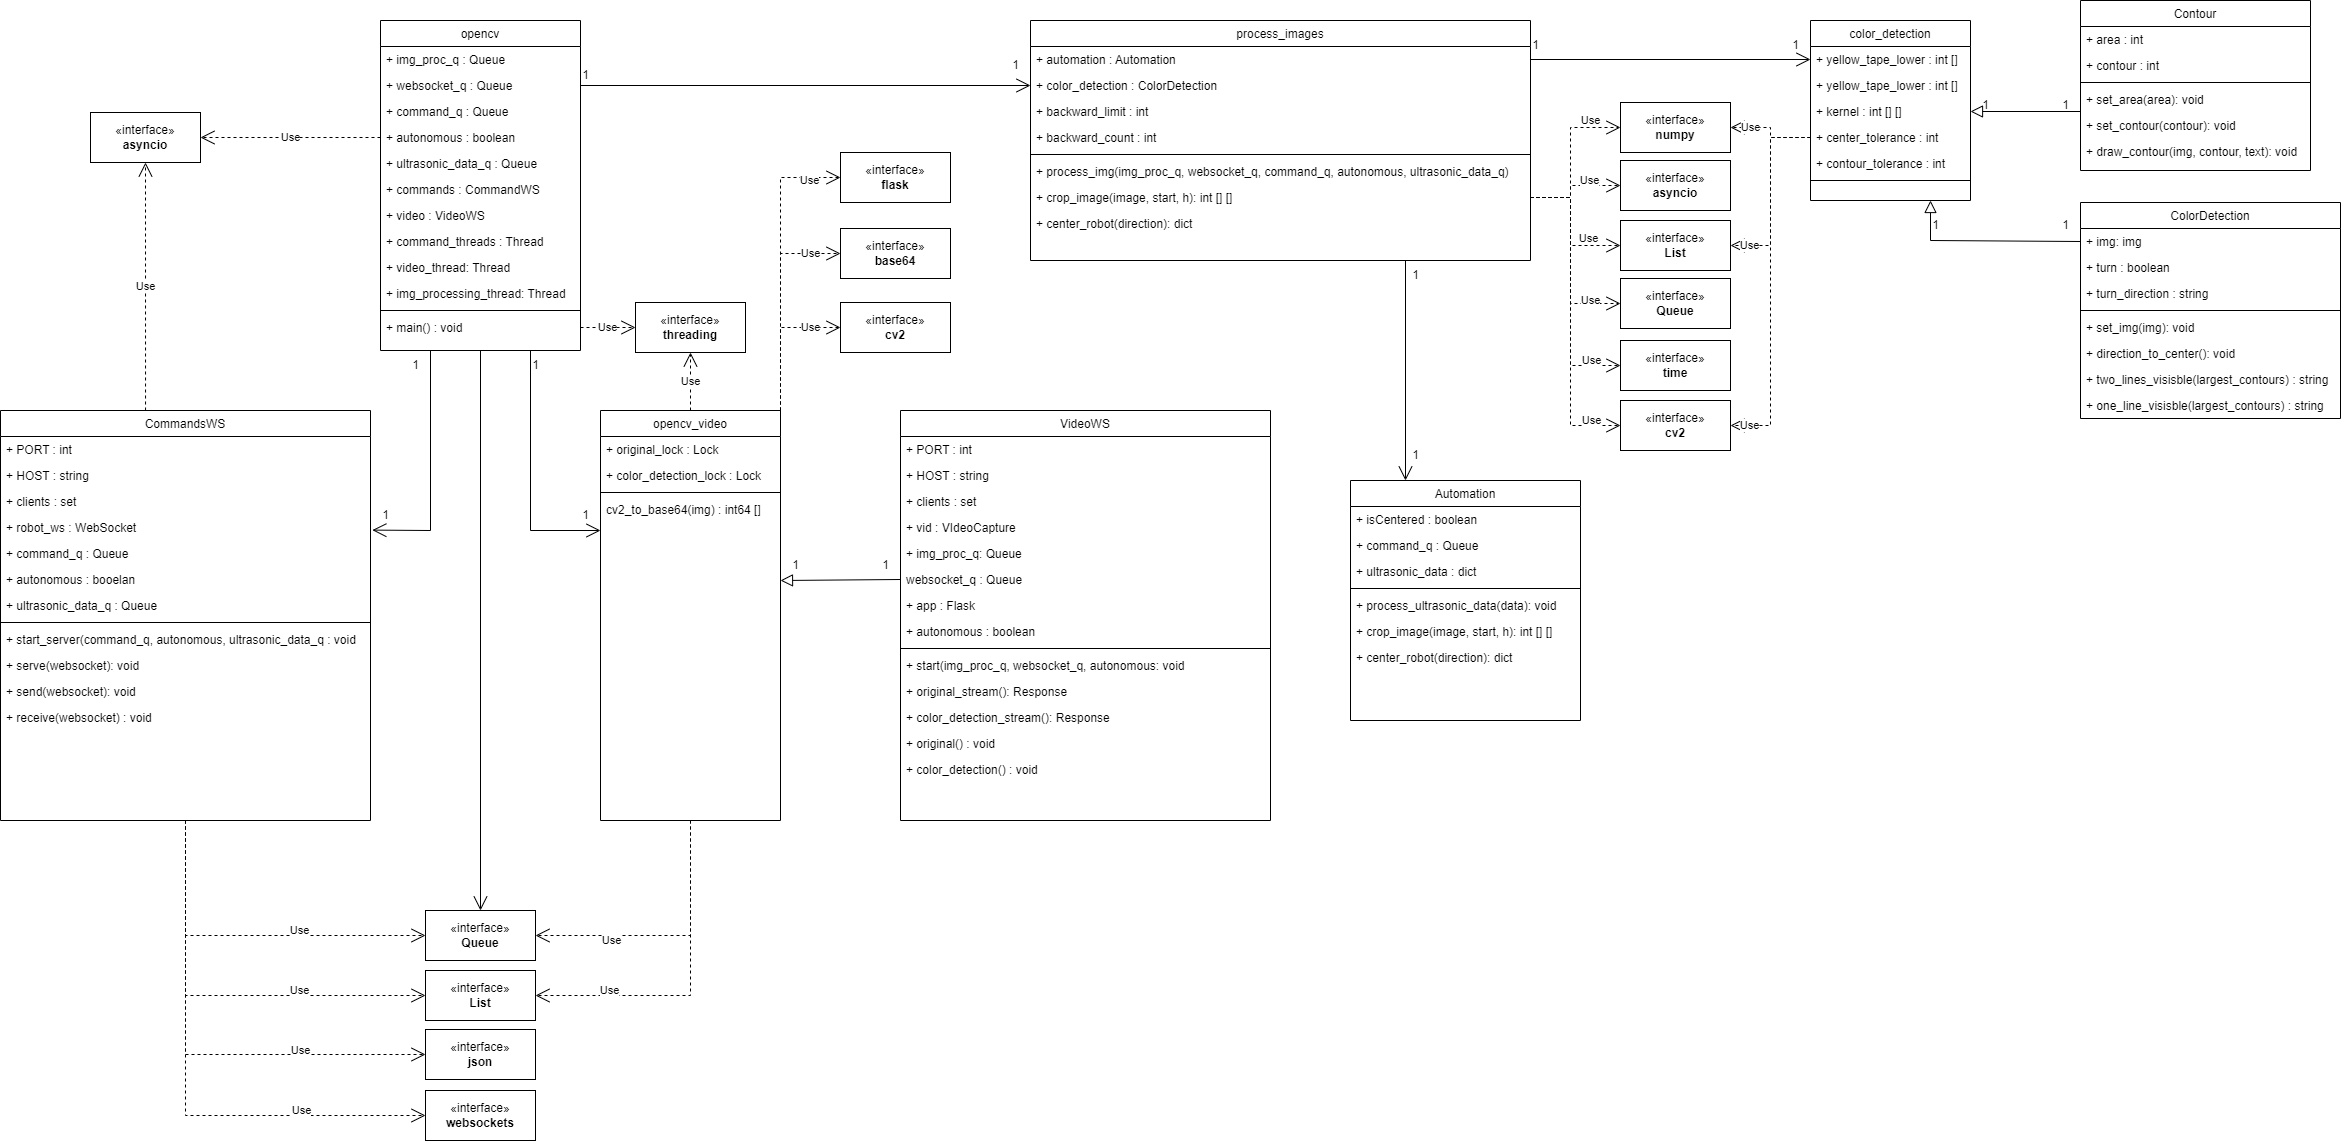 opencv
+ img_proc_q : Queue
+ websocket_q : Queue
+ command_q : Queue
+ autonomous : boolean
+ ultrasonic_data_q : Queue
+ commands : CommandWS
+ video : VideoWS
+ command_threads : Thread
+ video_thread: Thread
+ img_processing_thread: Thread
+ main() : void
1
1
process_images
+ automation : Automation
+ color_detection : ColorDetection
+ backward_limit : int
+ backward_count : int
+ process_img(img_proc_q, websocket_q, command_q, autonomous, ultrasonic_data_q)
+ crop_image(image, start, h): int [] []
+ center_robot(direction): dict
1
1
color_detection
+ yellow_tape_lower : int []
+ yellow_tape_lower : int []
+ kernel : int [] []
+ center_tolerance : int
+ contour_tolerance : int
1
1
Contour
+ area : int
+ contour : int
+ set_area(area): void
+ set_contour(contour): void
+ draw_contour(img, contour, text): void
1
1
ColorDetection
+ img: img
+ turn : boolean
+ turn_direction : string
+ set_img(img): void
+ direction_to_center(): void
+ two_lines_visisble(largest_contours) : string
+ one_line_visisble(largest_contours) : string
«interface»
asyncio
Use
Use
«interface»
flask
Use
«interface»
base64
Use
«interface»
cv2
Use
«interface»
threading
Use
Use
«interface»
numpy
Use
Use
«interface»
asyncio
Use
«interface»
List
Use
Use
«interface»
Queue
Use
«interface»
time
Use
«interface»
cv2
Use
Use
1
1
1
1
1
1
CommandsWS
+ PORT : int
+ HOST : string
+ clients : set
+ robot_ws : WebSocket
+ command_q : Queue
+ autonomous : booelan
+ ultrasonic_data_q : Queue
+ start_server(command_q, autonomous, ultrasonic_data_q : void
+ serve(websocket): void
+ send(websocket): void
+ receive(websocket) : void
opencv_video
+ original_lock : Lock
+ color_detection_lock : Lock
cv2_to_base64(img) : int64 []
1
1
VideoWS
+ PORT : int
+ HOST : string
+ clients : set
+ vid : VIdeoCapture
+ img_proc_q: Queue
websocket_q : Queue
+ app : Flask
+ autonomous : boolean
+ start(img_proc_q, websocket_q, autonomous: void
+ original_stream(): Response
+ color_detection_stream(): Response
+ original() : void
+ color_detection() : void
Automation
+ isCentered : boolean
+ command_q : Queue
+ ultrasonic_data : dict
+ process_ultrasonic_data(data): void
+ crop_image(image, start, h): int [] []
+ center_robot(direction): dict
Use
«interface»
Queue
Use
Use
«interface»
List
Use
Use
«interface»
json
Use
«interface»
websockets